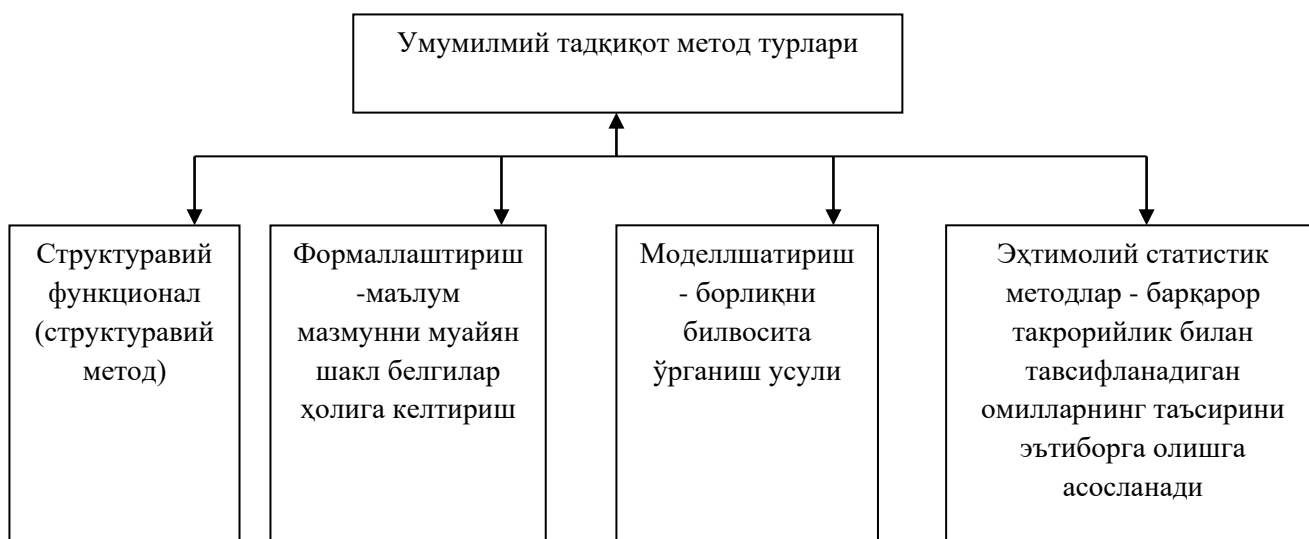 Умумилмий тадқиқот метод турлари
Структуравий
функционал
(структуравий
метод)
Формаллаштириш
-маълум
мазмунни муайян
шакл белгилар
ҳолига келтириш
Моделлшатириш
- борлиқни
билвосита
ўрганиш усули
Эҳтимолий статистик
методлар - барқарор
такрорийлик билан
тавсифланадиган
омилларнинг таъсирини
эътиборга олишга
асосланади